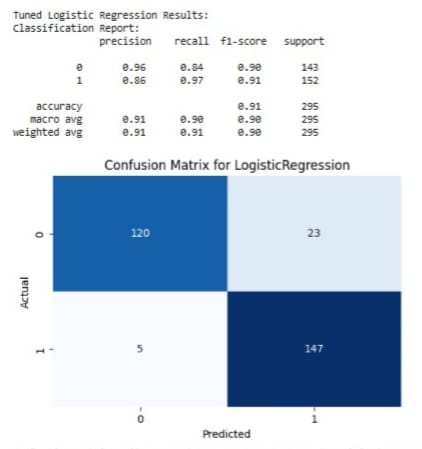 Tuned Logistic Regression Results:
Classification Report:
precision recall f1-score support
0 0.96 0.84 0.90 143
1 0.86 0.97 0.91 152
accuracy 0.91 295
macro avg 0.91 0.90 0.90 295
weighted avg 0.91 0.91 0.90 295
Confusion Matrix for LogisticRegression
0 120 23
Actual
1 5 147
0 1
Predicted